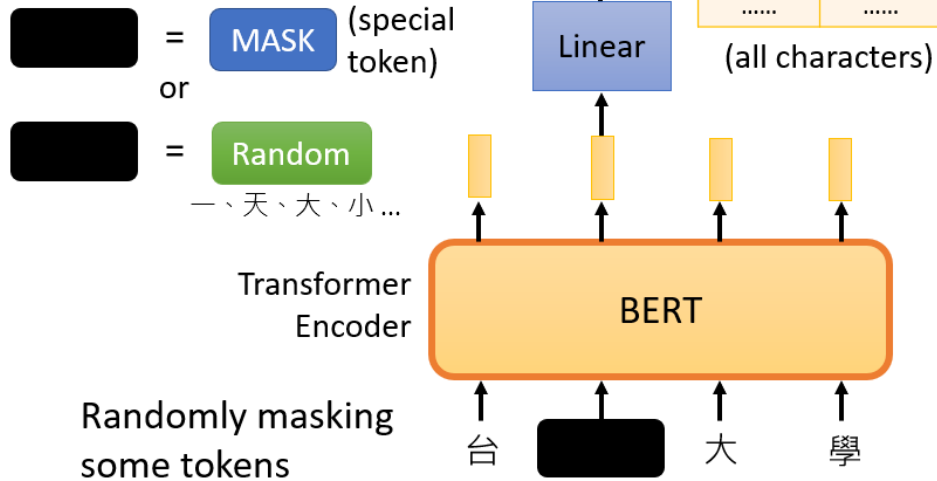 = MASK (special token)
or
= Random
一、天、大、小 ...
Linear
...... ......
(all characters)
Transformer
Encoder
BERT
Randomly masking
some tokens
台 大 學